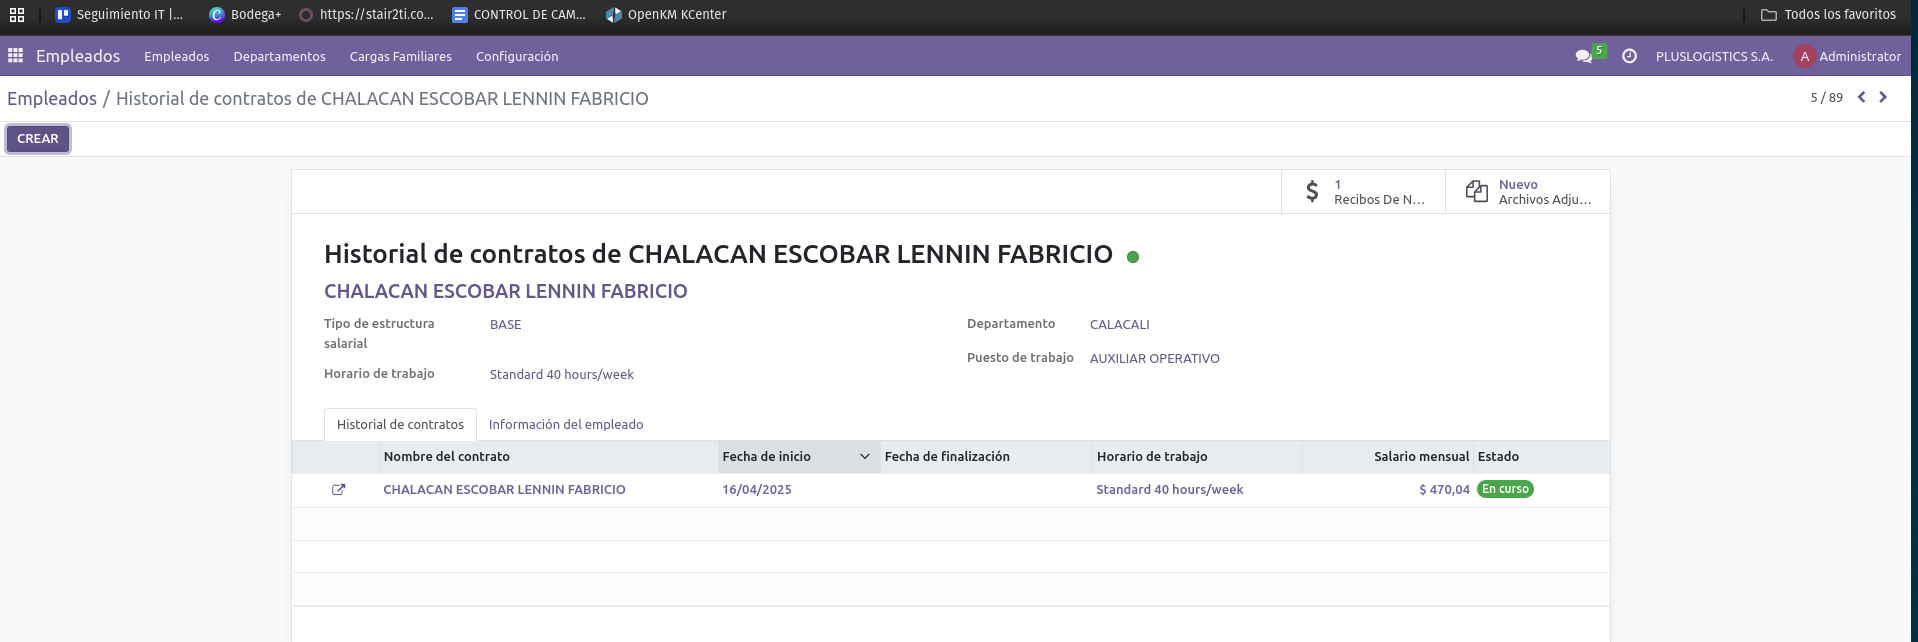 Seguimiento IT |... Bodega+ https://stair2ti.co... CONTROL DE CAM... OpenKM KCenter Todos los favoritos
Empleados Empleados Departamentos Cargas Familiares Configuración 5 PLUSLOGISTICS S.A. A Administrator
Empleados / Historial de contratos de CHALACAN ESCOBAR LENNIN FABRICIO 5 / 89
CREAR
1 Nuevo
Recibos De N... Archivos Adju...
Historial de contratos de CHALACAN ESCOBAR LENNIN FABRICIO
CHALACAN ESCOBAR LENNIN FABRICIO
Tipo de estructura BASE Departamento CALACALI
salarial
Puesto de trabajo AUXILIAR OPERATIVO
Horario de trabajo Standard 40 hours/week
Historial de contratos Información del empleado
Nombre del contrato Fecha de inicio Fecha de finalización Horario de trabajo Salario mensual Estado
CHALACAN ESCOBAR LENNIN FABRICIO 16/04/2025 Standard 40 hours/week $ 470,04 En curso